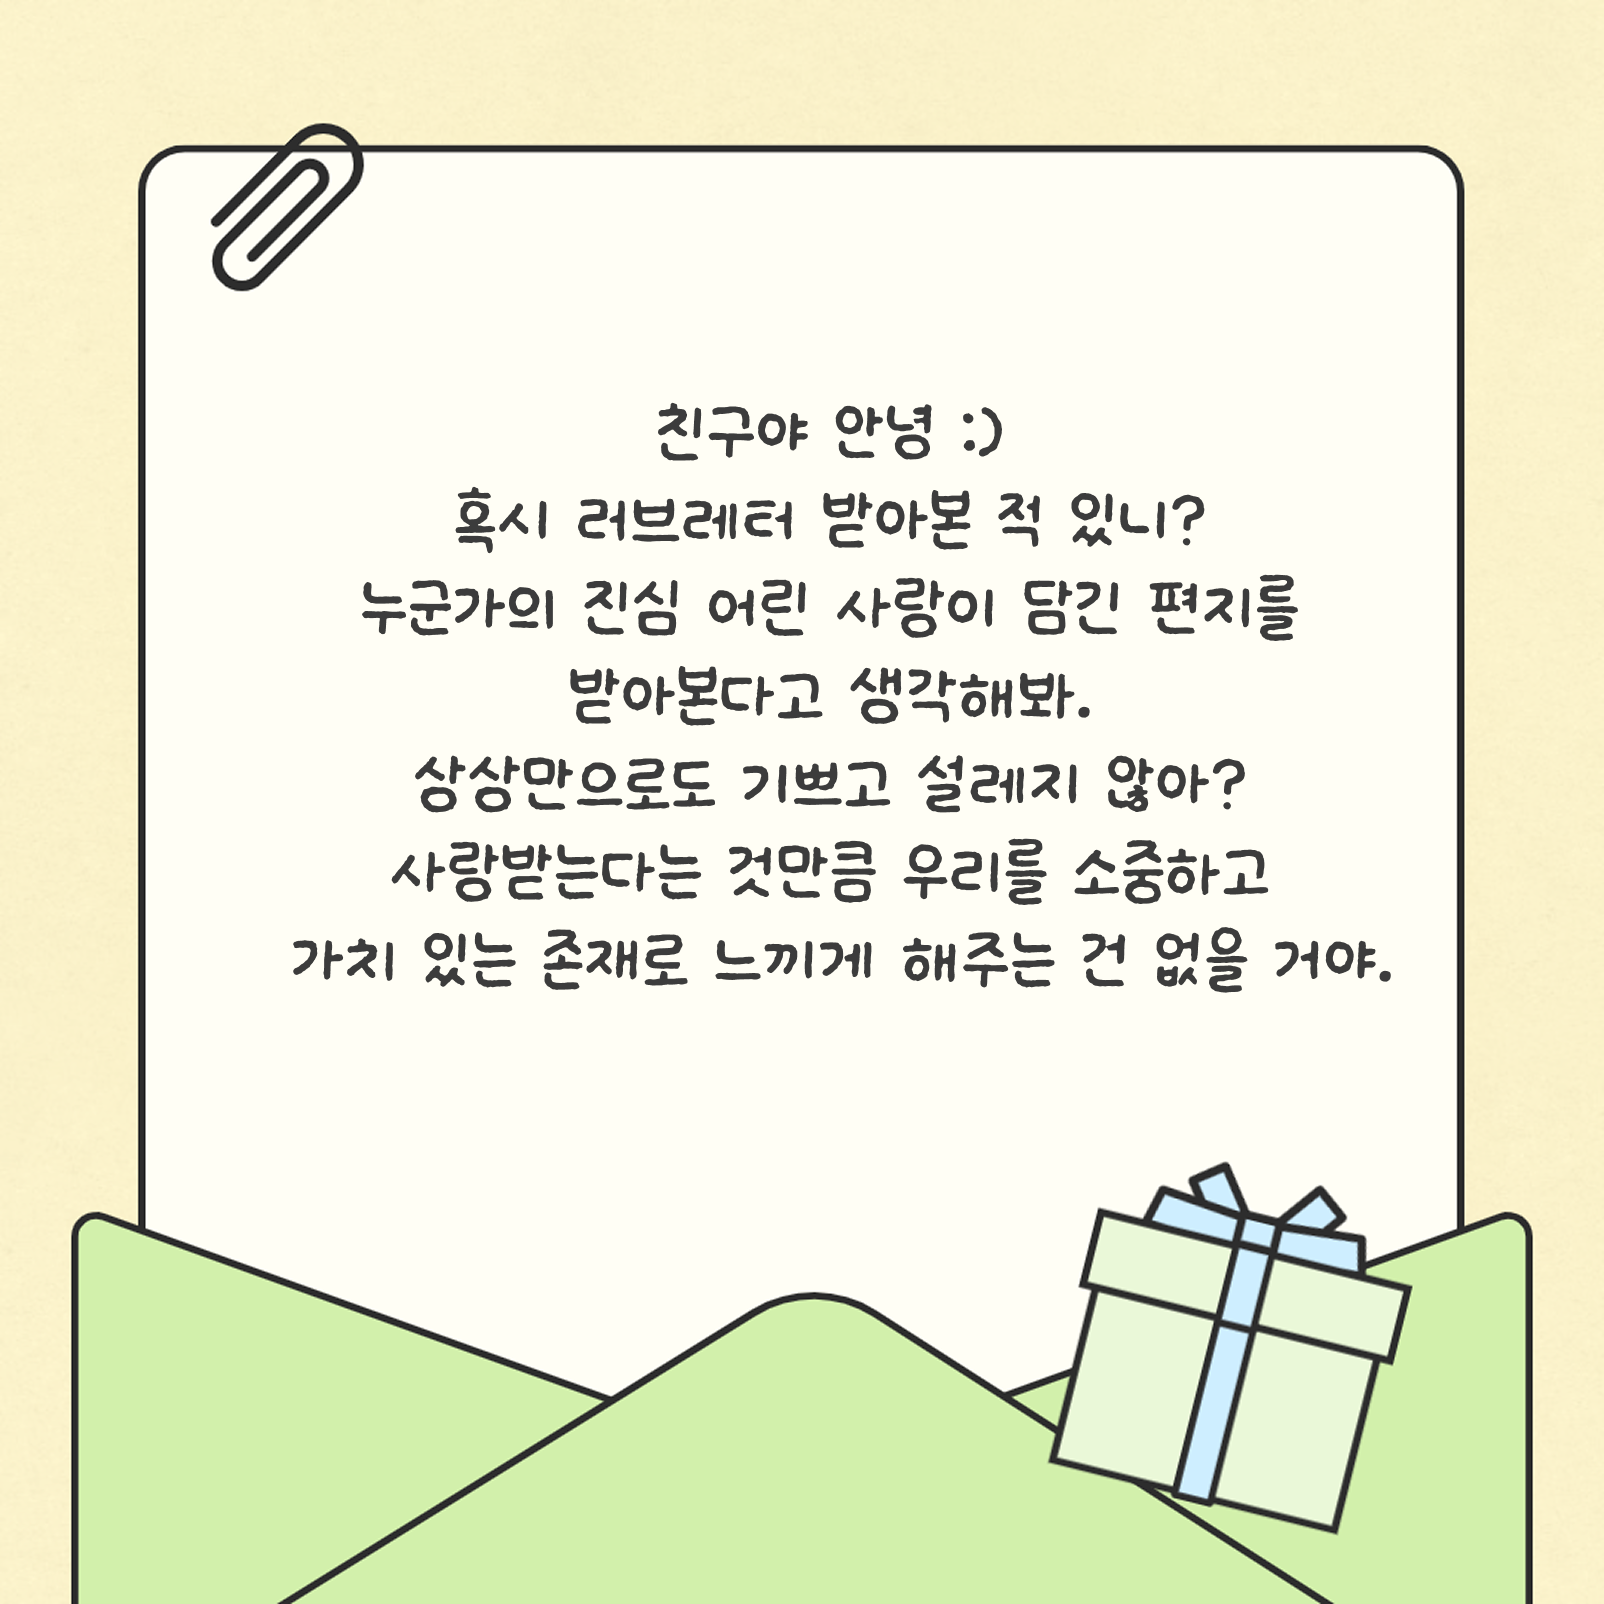 친구야 안녕 :)
혹시 러브레터 받아본 적 있니?
누군가의 진심 어린 사랑이 담긴 편지를
받아본다고 생각해봐.
상상만으로도 기쁘고 설레지 않아?
사랑받는다는 것만큼 우리를 소중하고
가치 있는 존재로 느끼게 해주는 건 없을 거야.